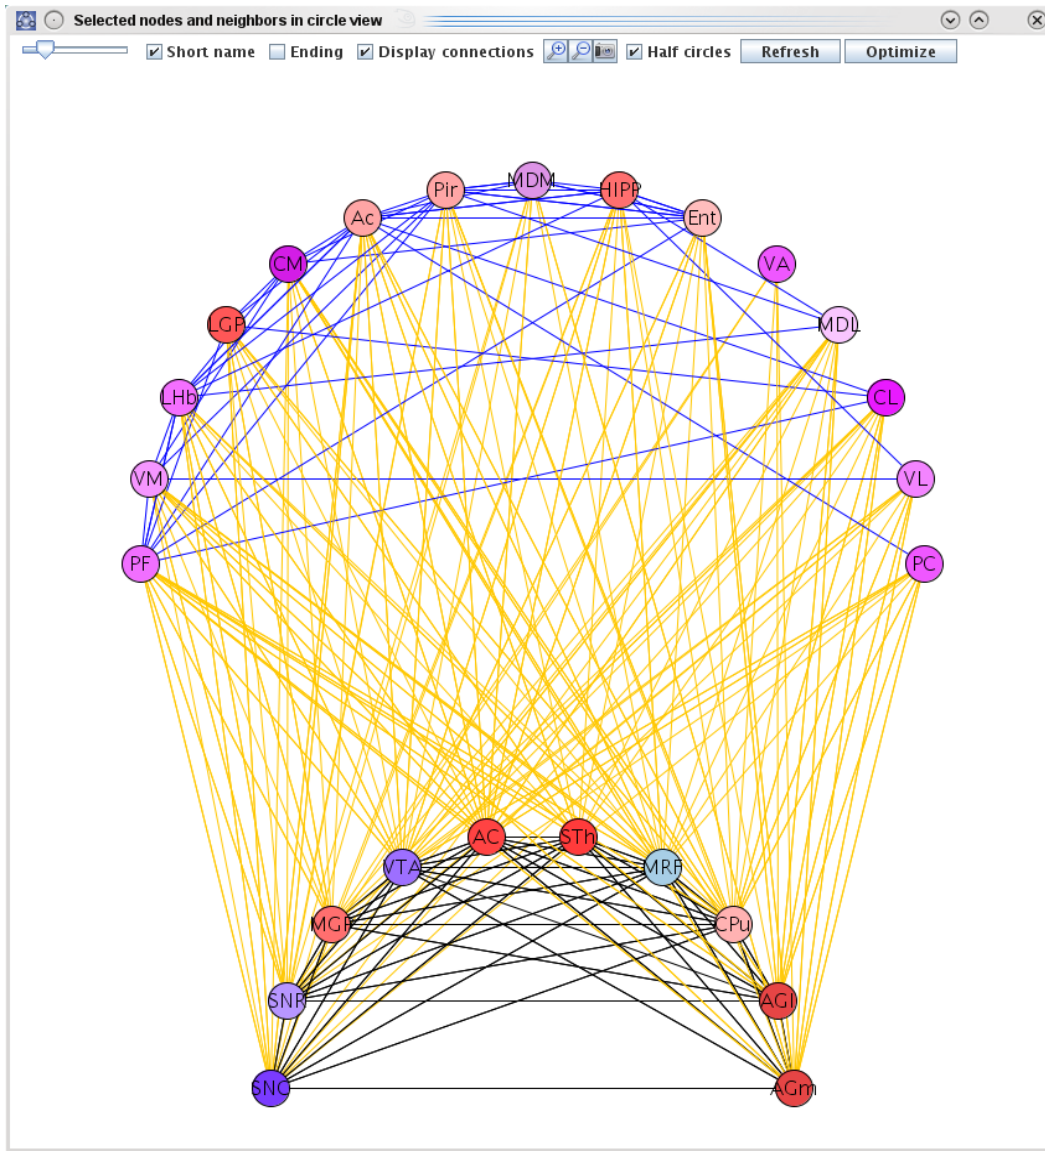 Selected nodes and neighbors in circle view
Short name Ending Display connections Half circles Refresh Optimize
MDM
Pir HIPP
Ac Ent
CM VA
LGP MDL
LHb CL
VM VL
PF PC
AC STh
VTA MRF
MGP CPu
SNR AGl
SNC AGm